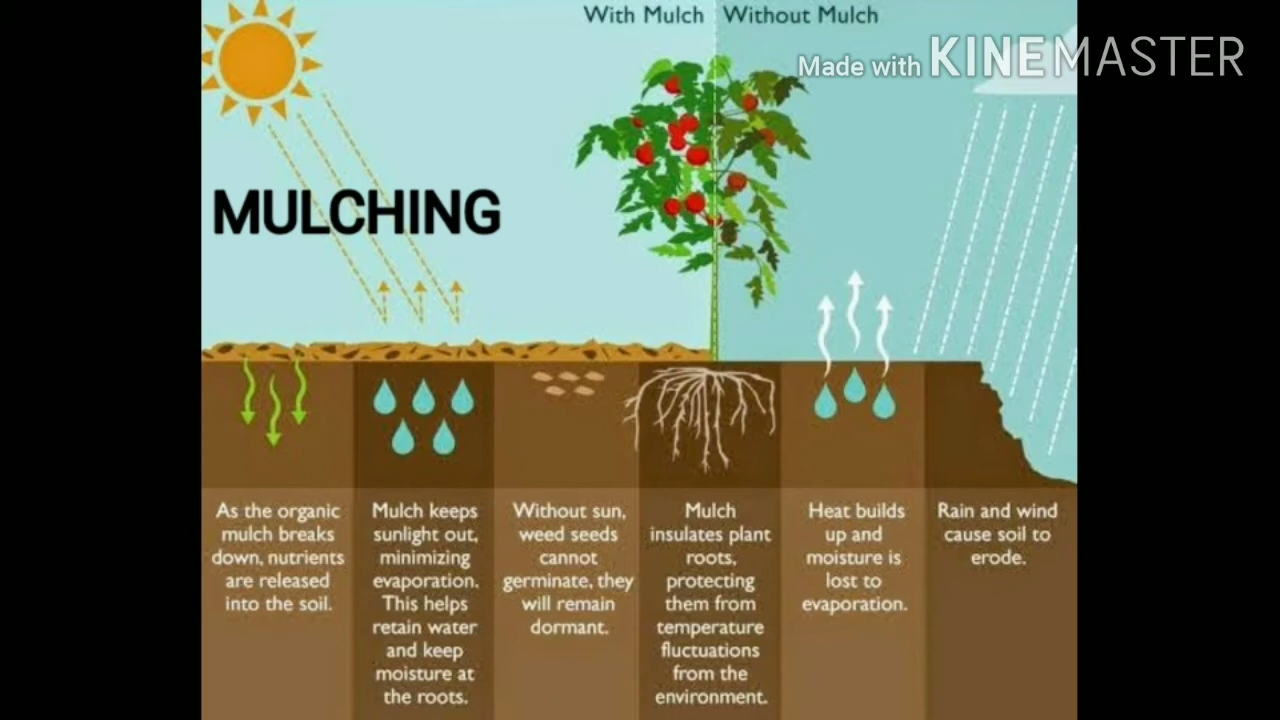 With Mulch Without Mulch
Made with KINEMASTER
MULCHING
As the organic
mulch breaks
down, nutrients
are released
into the soil.
Mulch keeps
sunlight out,
minimizing
evaporation.
This helps
retain water
and keep
moisture at
the roots.
Without sun,
weed seeds
cannot
germinate, they
will remain
dormant.
Mulch
insulates plant
roots,
protecting
them from
temperature
fluctuations
from the
environment.
Heat builds
up and
moisture is
lost to
evaporation.
Rain and wind
cause soil to
erode.